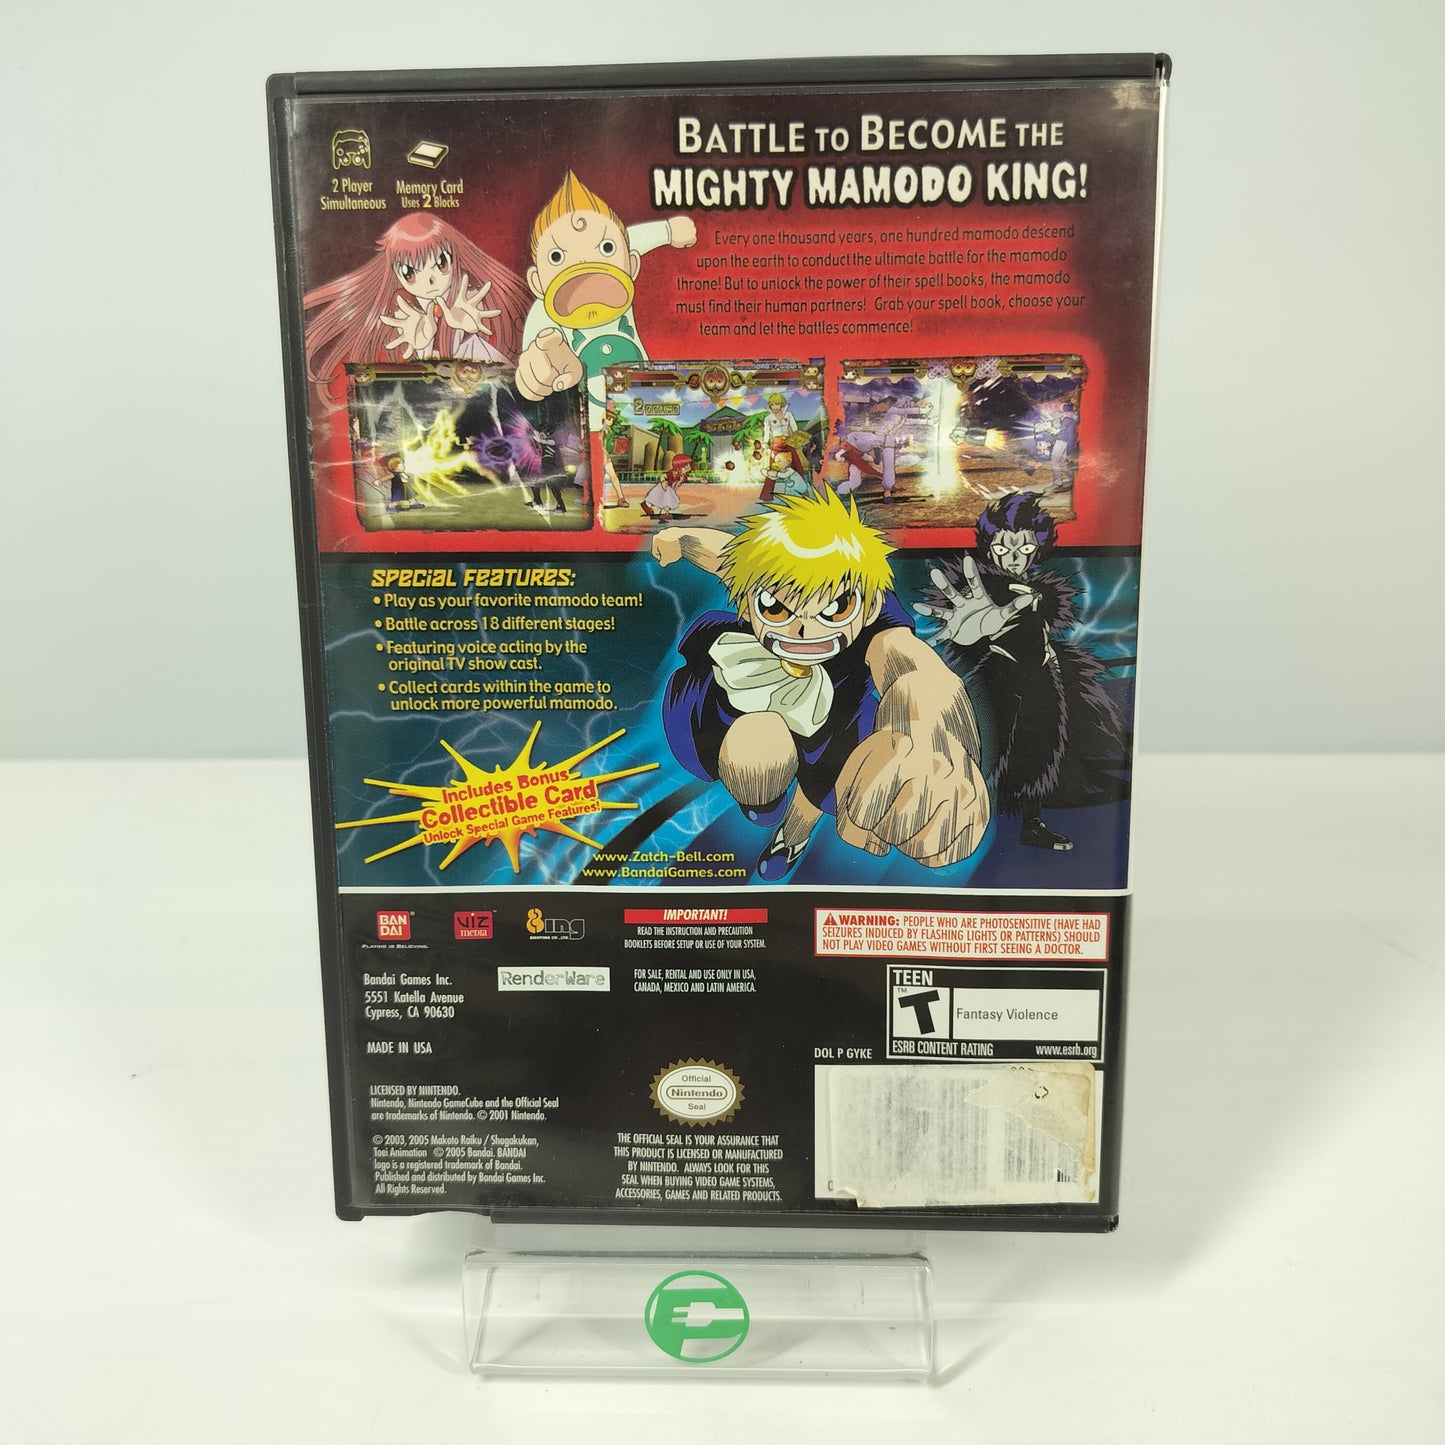 2 Player
Simultaneous
Memory Card
Uses 2 Blocks
BATTLE TO BECOME THE
MIGHTY MAMODO KING!
Every one thousand years, one hundred mamodo descend
upon the earth to conduct the ultimate battle for the mamodo
throne! But to unlock the power of their spell books, the mamodo
must find their human partners! Grab your spell book, choose your
team and let the battles commence!
SPECIAL FEATURES:
• Play as your favorite mamodo team!
• Battle across 18 different stages!
• Featuring voice acting by the
original TV show cast.
• Collect cards within the game to
unlock more powerful mamodo.
Includes Bonus
Collectible Card
Unlock Special Game Features!
www.Zatch-Bell.com
www.BandaiGames.com
BAN
DAI
PLAYING IS BELIEVING.
VIZ
media
8ing
EIGHTING CO., LTD
IMPORTANT!
READ THE INSTRUCTION AND PRECAUTION
BOOKLETS BEFORE SETUP OR USE OF YOUR SYSTEM.
WARNING: PEOPLE WHO ARE PHOTOSENSITIVE (HAVE HAD
SEIZURES INDUCED BY FLASHING LIGHTS OR PATTERNS) SHOULD
NOT PLAY VIDEO GAMES WITHOUT FIRST SEEING A DOCTOR.
Bandai Games Inc.
5551 Katella Avenue
Cypress, CA 90630
RenderWare
FOR SALE, RENTAL AND USE ONLY IN USA,
CANADA, MEXICO AND LATIN AMERICA.
TEEN
T
TM
Fantasy Violence
ESRB CONTENT RATING www.esrb.org
MADE IN USA
DOL P GYKE
LICENSED BY NINTENDO.
Nintendo, Nintendo GameCube and the Official Seal
are trademarks of Nintendo. © 2001 Nintendo.
Official
Nintendo
Seal
© 2003, 2005 Makoto Raiku / Shogakukan,
Toei Animation © 2005 Bandai. BANDAI
logo is a registered trademark of Bandai.
Published and distributed by Bandai Games Inc.
All Rights Reserved.
THE OFFICIAL SEAL IS YOUR ASSURANCE THAT
THIS PRODUCT IS LICENSED OR MANUFACTURED
BY NINTENDO. ALWAYS LOOK FOR THIS
SEAL WHEN BUYING VIDEO GAME SYSTEMS,
ACCESSORIES, GAMES AND RELATED PRODUCTS.